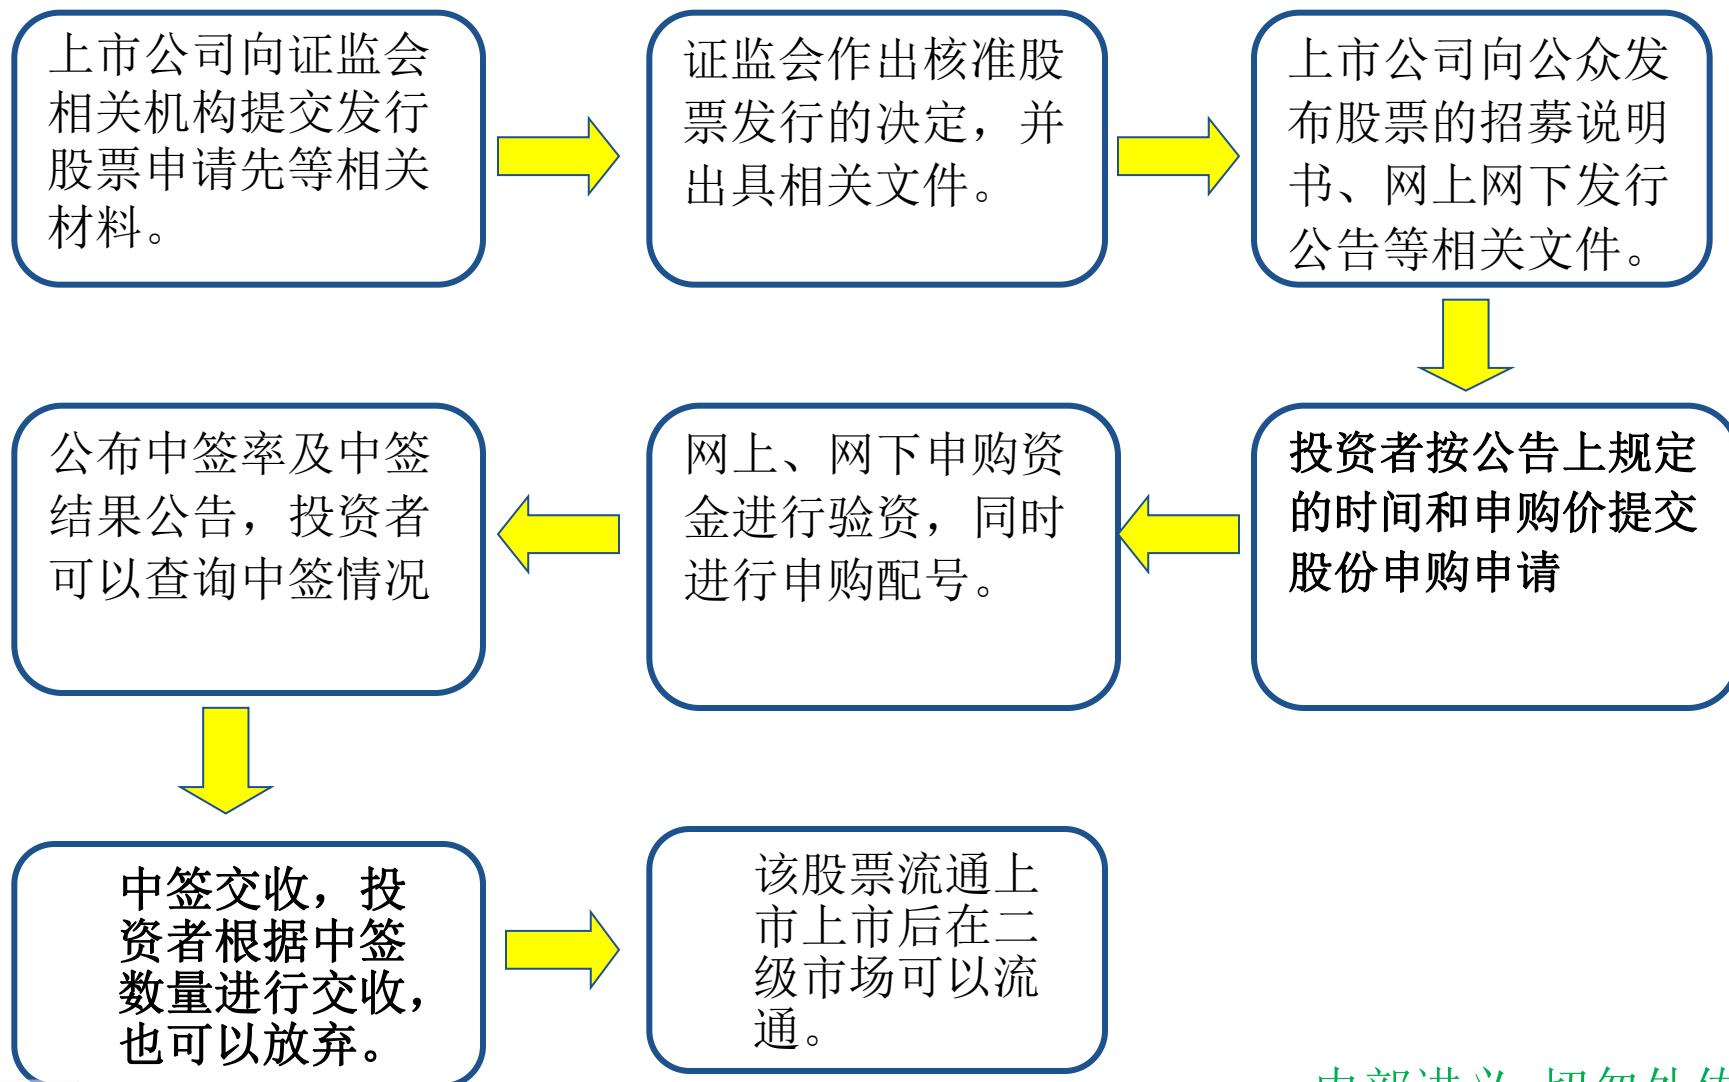 上市公司向证监会
相关机构提交发行
股票申请先等相关
材料。
证监会作出核准股
票发行的决定，并
出具相关文件。
上市公司向公众发
布股票的招募说明
书、网上网下发行
公告等相关文件。
投资者按公告上规定
的时间和申购价提交
股份申购申请
网上、网下申购资
金进行验资，同时
进行申购配号。
公布中签率及中签
结果公告，投资者
可以查询中签情况
中签交收，投
资者根据中签
数量进行交收，
也可以放弃。
该股票流通上
市上市后在二
级市场可以流
通。